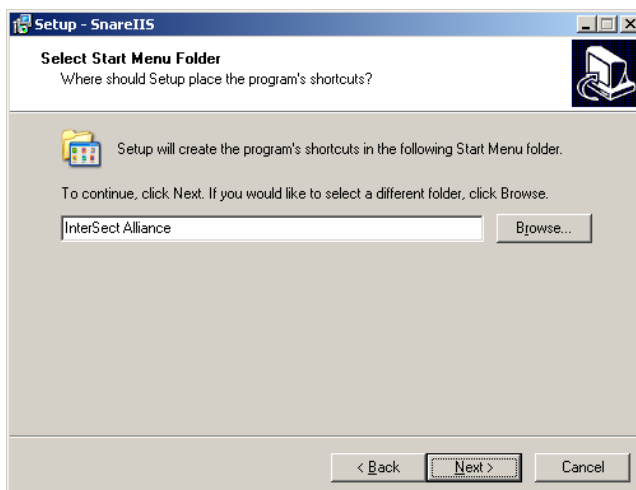 Setup - SnareIIS
Select Start Menu Folder
Where should Setup place the program's shortcuts?
Setup will create the program's shortcuts in the following Start Menu folder.
To continue, click Next. If you would like to select a different folder, click Browse.
InterSect Alliance
Browse...
< Back
Next >
Cancel